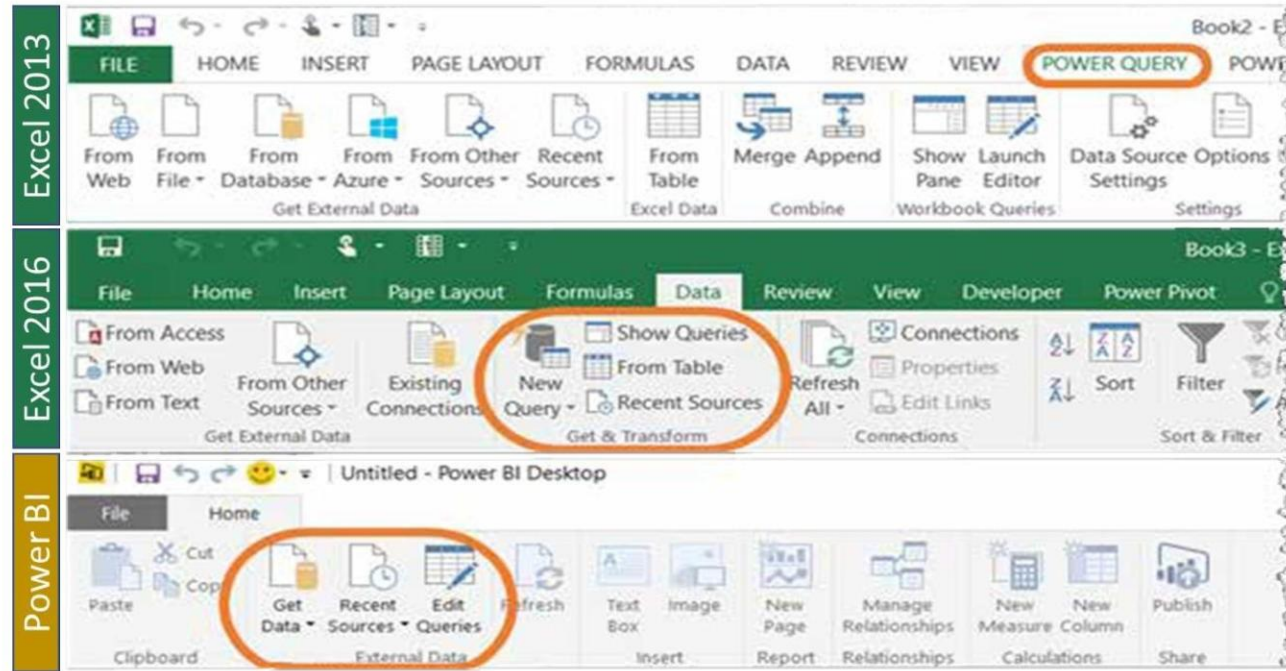 Excel 2013
Book2 - E
FILE HOME INSERT PAGE LAYOUT FORMULAS DATA REVIEW VIEW POWER QUERY POWE
From Web
From File
From Database
From Azure
From Other Sources
Recent Sources
Get External Data
From Table
Excel Data
Merge Append
Combine
Show Pane
Launch Editor
Workbook Queries
Data Source Settings
Options
Settings
Excel 2016
Book3 - E
File Home Insert Page Layout Formulas Data Review View Developer Power Pivot
From Access
From Web
From Text
From Other Sources
Existing Connections
Get External Data
New Query
Show Queries
From Table
Recent Sources
Get & Transform
Refresh All
Connections
Properties
Edit Links
Connections
Sort
Filter
Sort & Filter
Power BI
Untitled - Power BI Desktop
File Home
Paste
Cut
Cop
Clipboard
Get Data
Recent Sources
Edit Queries
Refresh
External Data
Text Box
Image
Insert
New Page
Report
Manage Relationships
Relationships
New Measure
New Column
Calculations
Publish
Share